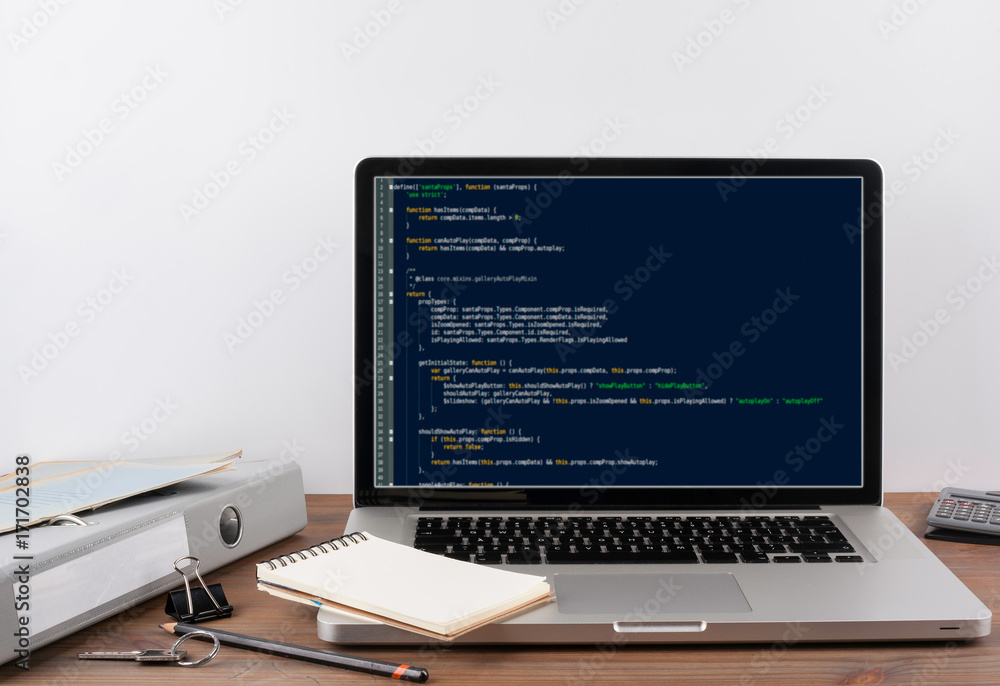 define(['santaProps'], function (santaProps) {
'use strict';
function hasItems(compData) {
return compData.items.length > 0;
}
function canAutoPlay(compData, compProp) {
return hasItems(compData) && compProp.autoplay;
}
/**
* @class core.mixins.galleryAutoPlayMixin
*/
return {
propTypes: {
compProp: santaProps.Types.Component.compProp.isRequired,
compData: santaProps.Types.Component.compData.isRequired,
isZoomOpened: santaProps.Types.isZoomOpened.isRequired,
id: santaProps.Types.Component.id.isRequired,
isPlayingAllowed: santaProps.Types.RenderFlags.isPlayingAllowed
},
getInitialState: function () {
var galleryCanAutoPlay = canAutoPlay(this.props.compData, this.props.compProp);
return {
$showAutoPlayButton: this.shouldShowAutoPlay() ? "showPlayButton" : "hidePlayButton",
shouldAutoPlay: galleryCanAutoPlay,
$slideshow: (galleryCanAutoPlay && !this.props.isZoomOpened && this.props.isPlayingAllowed) ? "autoplayOn" : "autoplayOff"
};
},
shouldShowAutoPlay: function () {
if (this.props.compProp.isHidden) {
return false;
}
return hasItems(this.props.compData) && this.props.compProp.showAutoplay;
},
toggleAutoPlay: function () {
Adobe Stock | #171702838